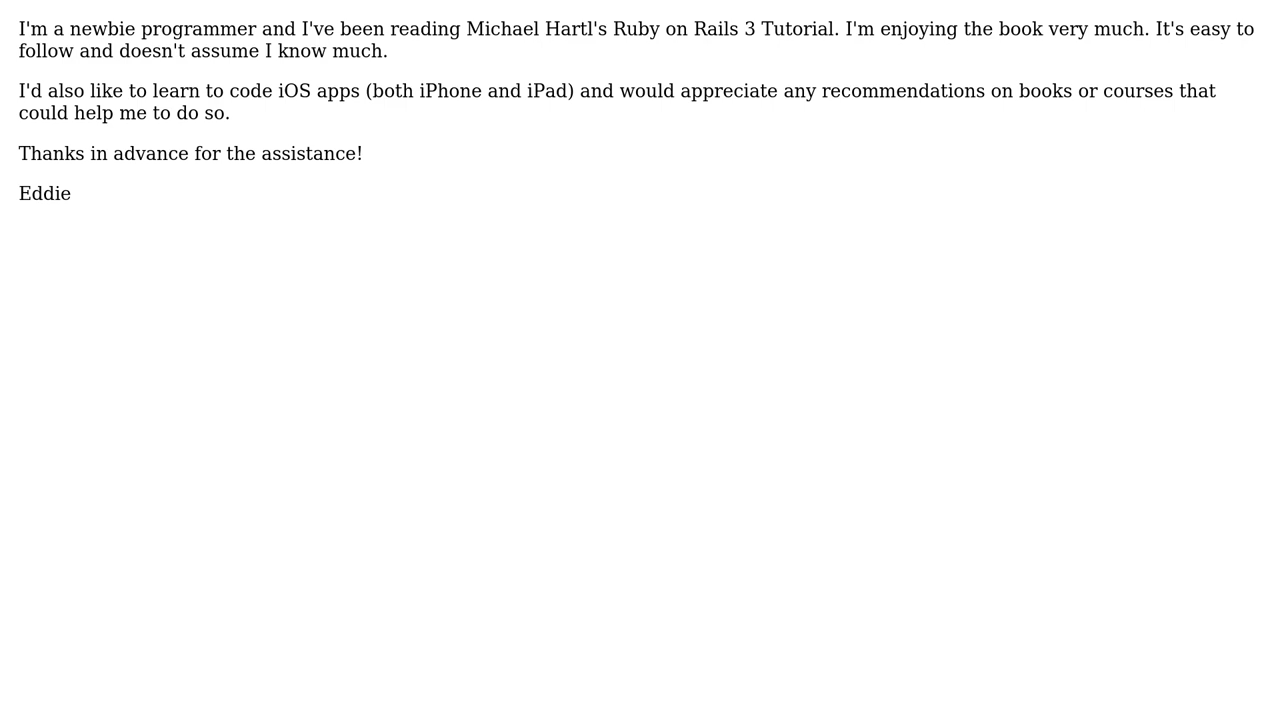 I'm a newbie programmer and I've been reading Michael Hartl's Ruby on Rails 3 Tutorial. I'm enjoying the book very much. It's easy to
follow and doesn't assume I know much.
I'd also like to learn to code iOS apps (both iPhone and iPad) and would appreciate any recommendations on books or courses that
could help me to do so.
Thanks in advance for the assistance!
Eddie